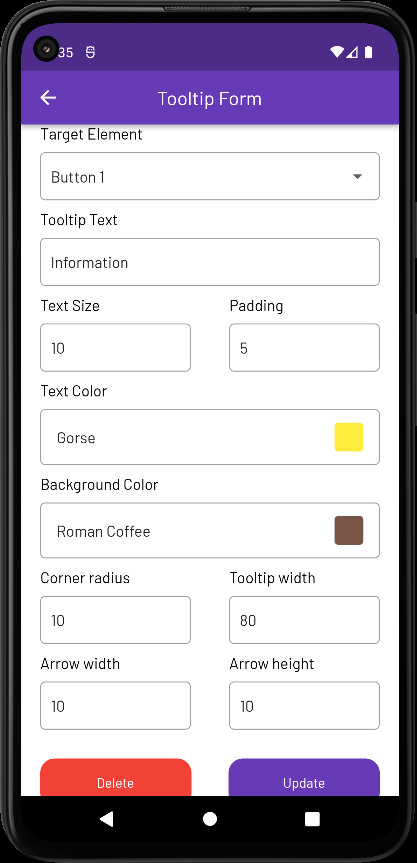 35
Tooltip Form
Target Element
Button 1
Tooltip Text
Information
Text Size Padding
10 5
Text Color
Gorse
Background Color
Roman Coffee
Corner radius Tooltip width
10 80
Arrow width Arrow height
10 10
Delete Update